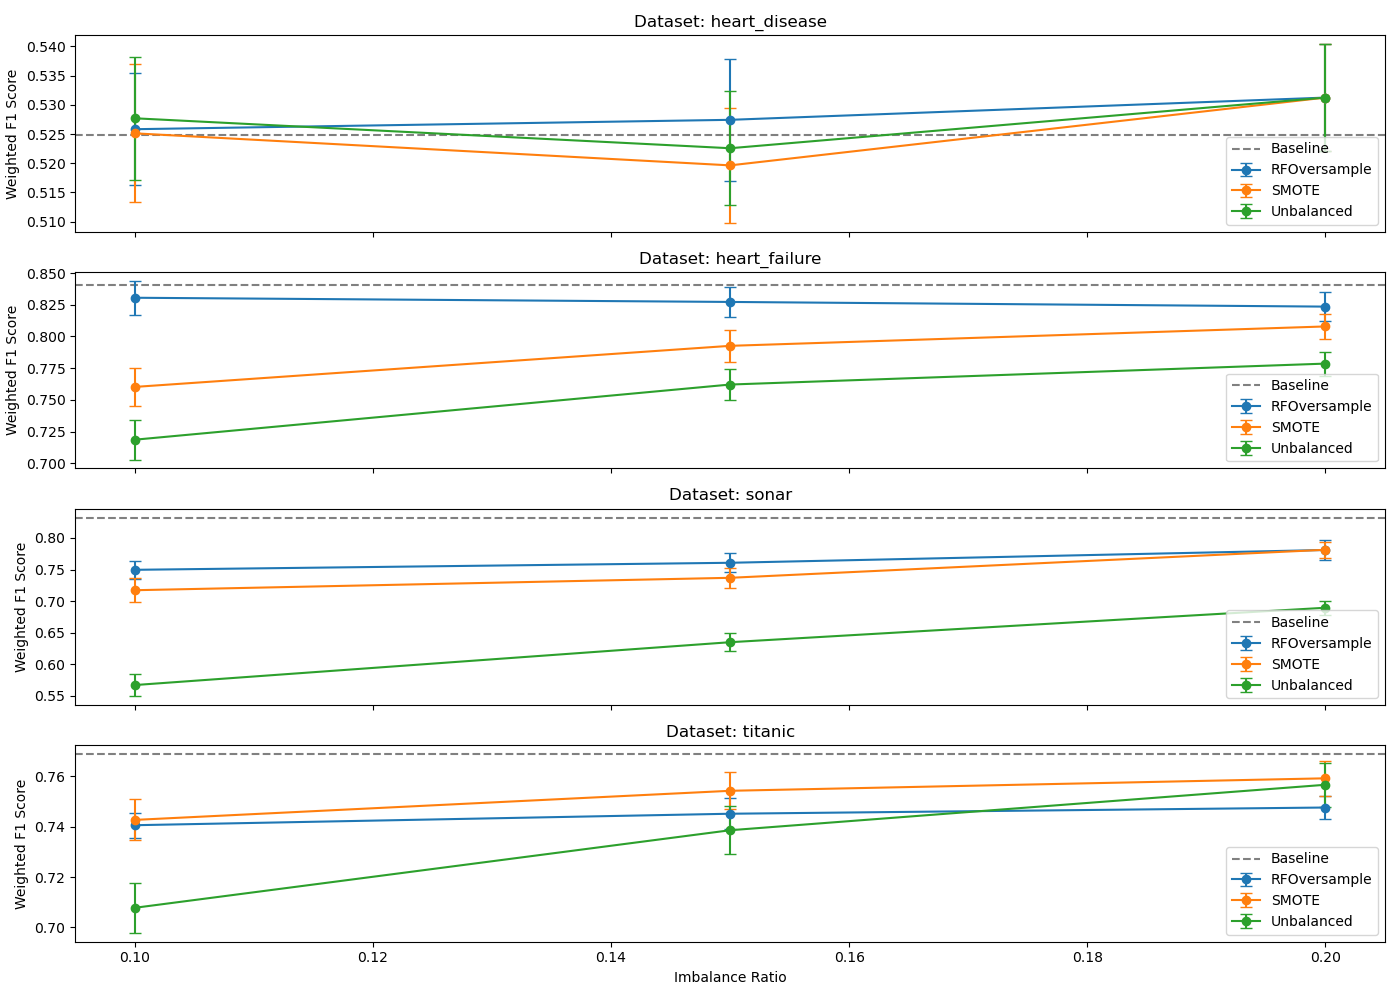 Dataset: heart_disease
0.540
0.535
0.530
0.525
0.520
0.515
0.510
Weighted F1 Score
Baseline
RFOversample
SMOTE
Unbalanced
Dataset: heart_failure
0.850
0.825
0.800
0.775
0.750
0.725
0.700
Weighted F1 Score
Baseline
RFOversample
SMOTE
Unbalanced
Dataset: sonar
0.80
0.75
0.70
0.65
0.60
0.55
Weighted F1 Score
Baseline
RFOversample
SMOTE
Unbalanced
Dataset: titanic
0.76
0.74
0.72
0.70
Weighted F1 Score
Baseline
RFOversample
SMOTE
Unbalanced
0.10 0.12 0.14 0.16 0.18 0.20
Imbalance Ratio